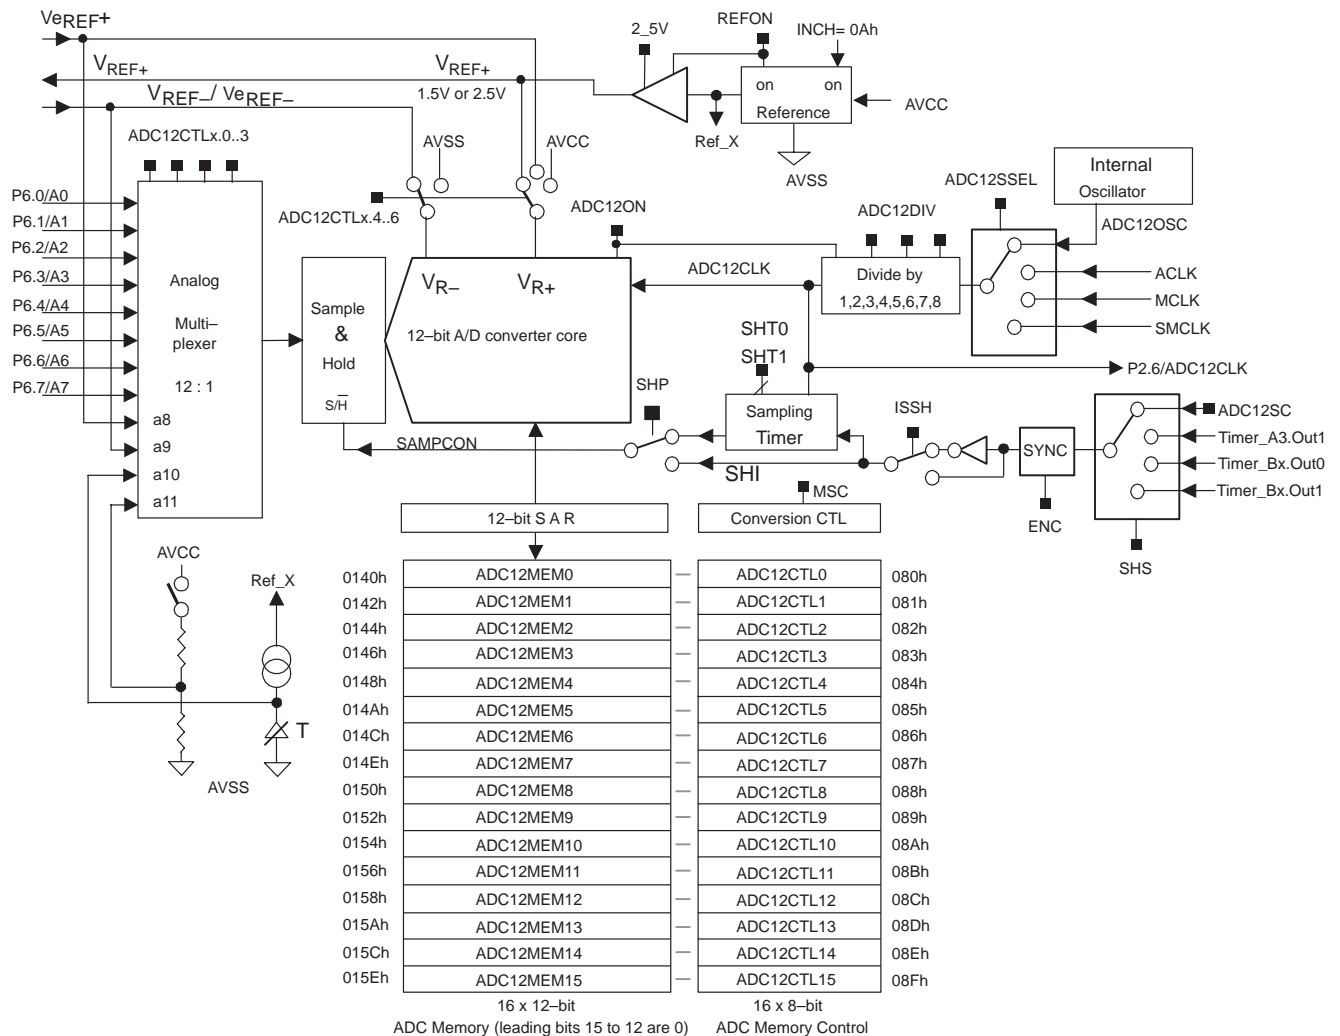 VeREF+
REFON
2_5V
INCH= 0Ah
VREF+
VREF+
1.5V or 2.5V
on
on
Reference
AVCC
VREF–/ VeREF–
Ref_X
AVSS
ADC12CTLx.0..3
AVSS
AVCC
Internal
Oscillator
ADC12SSEL
P6.0/A0
P6.1/A1
P6.2/A2
P6.3/A3
P6.4/A4
P6.5/A5
P6.6/A6
P6.7/A7
ADC12CTLx.4..6
ADC12ON
ADC12DIV
ADC12OSC
Analog
Multi–
plexer
12 : 1
a8
a9
a10
a11
Sample
&
Hold
S/H
VR–
VR+
12–bit A/D converter core
ADC12CLK
Divide by
1,2,3,4,5,6,7,8
ACLK
MCLK
SMCLK
SHT0
SHT1
P2.6/ADC12CLK
SHP
Sampling
Timer
ISSH
ADC12SC
Timer_A3.Out1
Timer_Bx.Out0
Timer_Bx.Out1
SAMPCON
SHI
SYNC
MSC
ENC
SHS
12–bit S A R
Conversion CTL
AVCC
Ref_X
T
AVSS
0140h ADC12MEM0 ADC12CTL0 080h
0142h ADC12MEM1 ADC12CTL1 081h
0144h ADC12MEM2 ADC12CTL2 082h
0146h ADC12MEM3 ADC12CTL3 083h
0148h ADC12MEM4 ADC12CTL4 084h
014Ah ADC12MEM5 ADC12CTL5 085h
014Ch ADC12MEM6 ADC12CTL6 086h
014Eh ADC12MEM7 ADC12CTL7 087h
0150h ADC12MEM8 ADC12CTL8 088h
0152h ADC12MEM9 ADC12CTL9 089h
0154h ADC12MEM10 ADC12CTL10 08Ah
0156h ADC12MEM11 ADC12CTL11 08Bh
0158h ADC12MEM12 ADC12CTL12 08Ch
015Ah ADC12MEM13 ADC12CTL13 08Dh
015Ch ADC12MEM14 ADC12CTL14 08Eh
015Eh ADC12MEM15 ADC12CTL15 08Fh
16 x 12–bit
ADC Memory (leading bits 15 to 12 are 0)
16 x 8–bit
ADC Memory Control